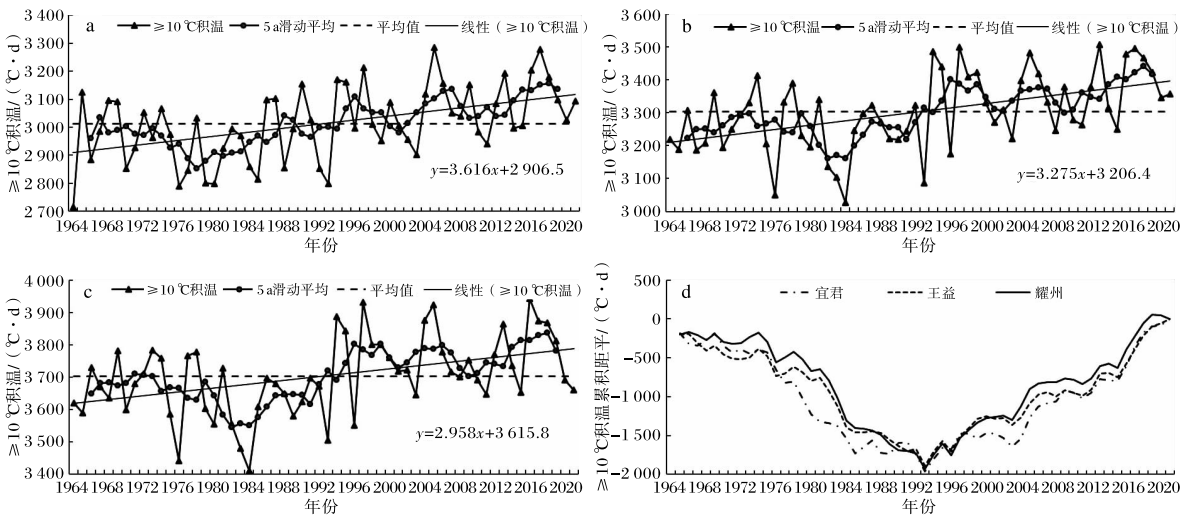 a
≥10 ℃积温 5 a滑动平均 平均值 线性（≥10 ℃积温）
≥10 ℃积温/（℃·d）
3 300
3 200
3 100
3 000
2 900
2 800
2 700
y=3.616x+2 906.5
1964 1968 1972 1976 1980 1984 1988 1992 1996 2000 2004 2008 2012 2016 2020
年份
b
≥10 ℃积温 5 a滑动平均 平均值 线性（≥10 ℃积温）
≥10 ℃积温/（℃·d）
3 600
3 500
3 400
3 300
3 200
3 100
3 000
y=3.275x+3 206.4
1964 1968 1972 1976 1980 1984 1988 1992 1996 2000 2004 2008 2012 2016 2020
年份
c
≥10 ℃积温 5 a滑动平均 平均值 线性（≥10 ℃积温）
≥10 ℃积温/（℃·d）
4 000
3 900
3 800
3 700
3 600
3 500
3 400
y=2.958x+3 615.8
1964 1968 1972 1976 1980 1984 1988 1992 1996 2000 2004 2008 2012 2016 2020
年份
d
宜君 王益 耀州
≥10 ℃积温累积距平/（℃·d）
500
0
−500
−1 000
−1 500
−2 000
1964 1968 1972 1976 1980 1984 1988 1992 1996 2000 2004 2008 2012 2016 2020
年份